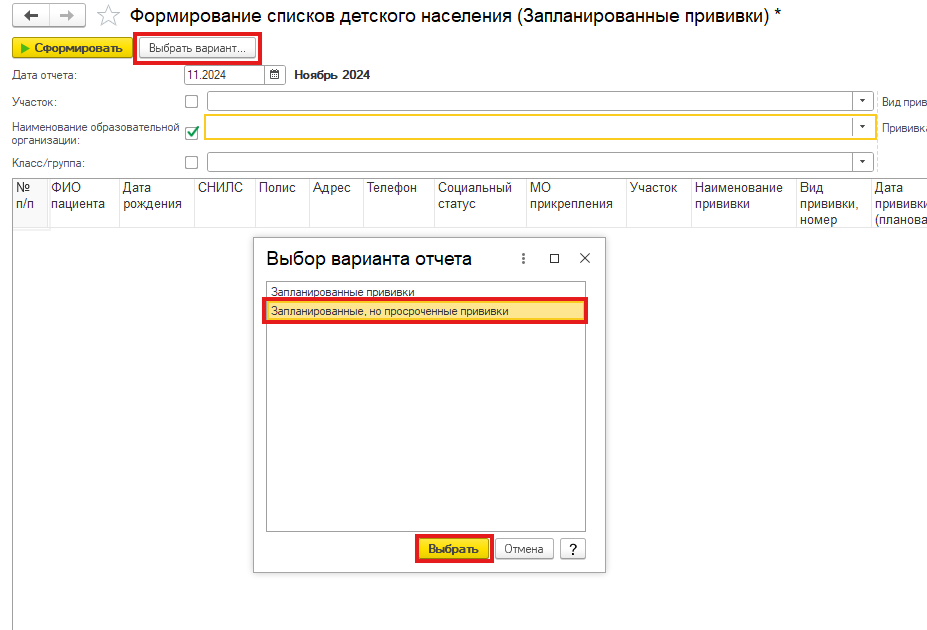 Формирование списков детского населения (Запланированные прививки) *
Сформировать Выбрать вариант...
Дата отчета: 11.2024 Ноябрь 2024
Участок: Вид прив
Наименование образовательной Прививка
организации:
Класс/группа:
№ ФИО Дата СНИЛС Полис Адрес Телефон Социальный МО Участок Наименование Вид Дата
п/п пациента рождения статус прикрепления прививки прививки, прививки
номер (планова
Выбор варианта отчета
Запланированные прививки
Запланированные, но просроченные прививки
Выбрать Отмена ?